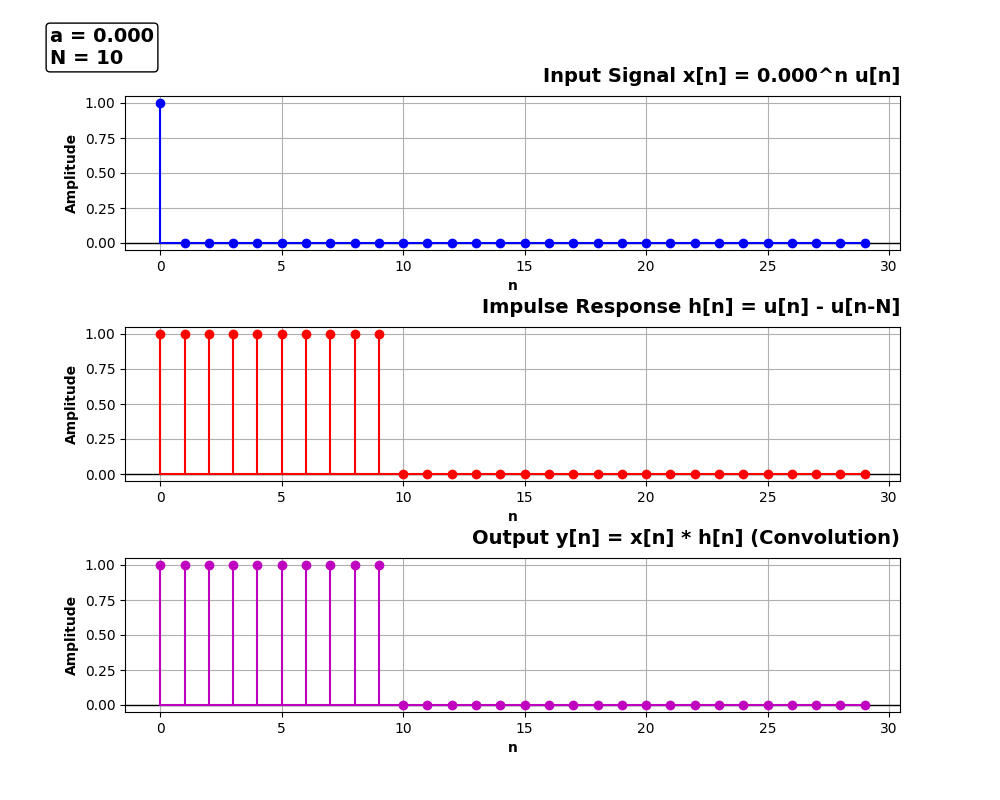 a = 0.000
N = 10
Input Signal x[n] = 0.000^n u[n]
Amplitude
1.00
0.75
0.50
0.25
0.00
0 5 10 15 20 25 30
n
Impulse Response h[n] = u[n] - u[n-N]
Amplitude
1.00
0.75
0.50
0.25
0.00
0 5 10 15 20 25 30
n
Output y[n] = x[n] * h[n] (Convolution)
Amplitude
1.00
0.75
0.50
0.25
0.00
0 5 10 15 20 25 30
n